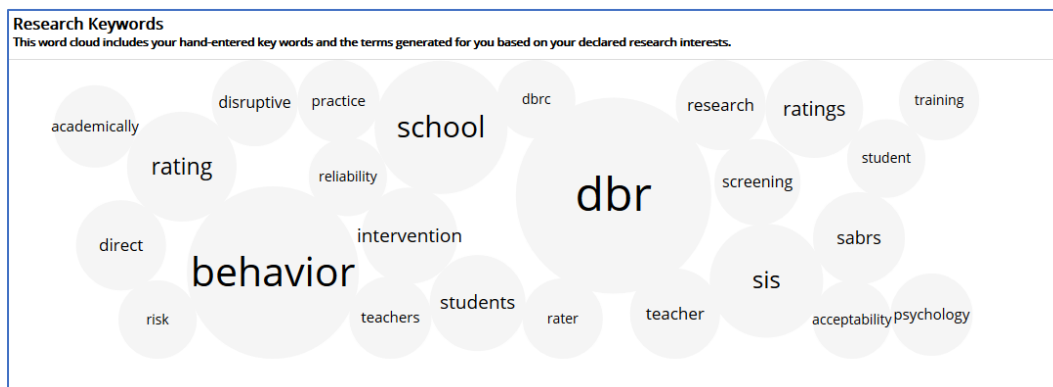 Research Keywords
This word cloud includes your hand-entered key words and the terms generated for you based on your declared research interests.
disruptive
practice
dbrc
research
ratings
training
academically
school
rating
reliability
dbr
screening
student
direct
intervention
behavior
sabrs
sis
students
risk
teachers
rater
teacher
acceptability
psychology